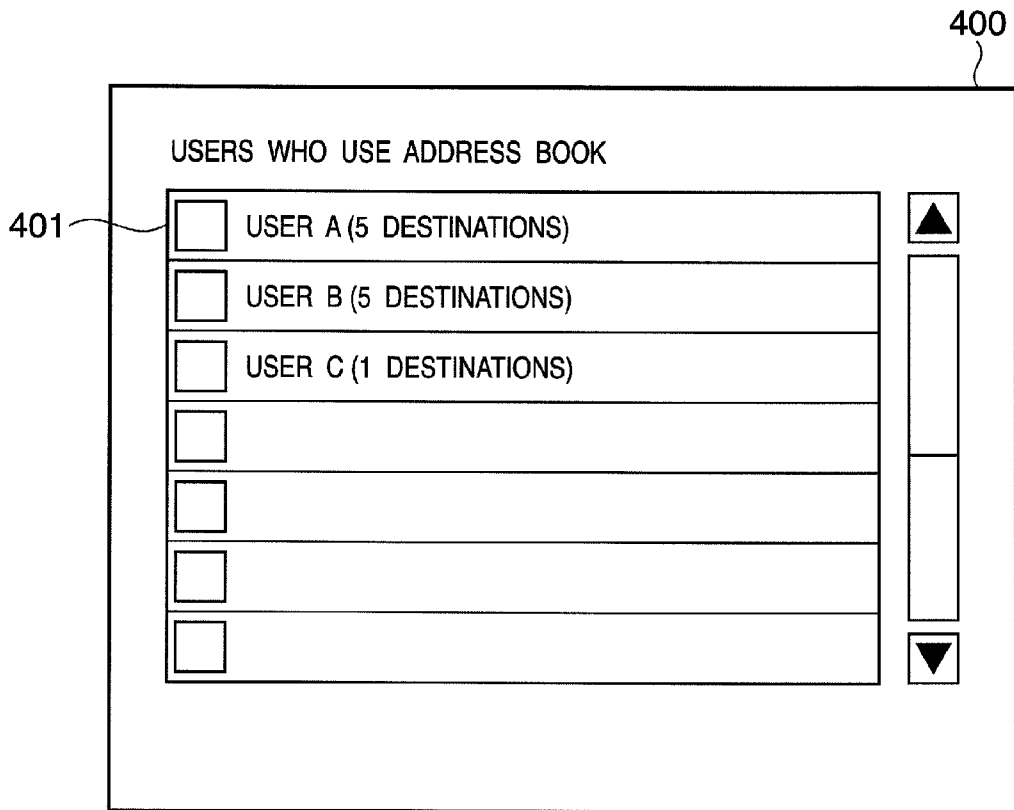 400
USERS WHO USE ADDRESS BOOK
401
USER A (5 DESTINATIONS)
USER B (5 DESTINATIONS)
USER C (1 DESTINATIONS)